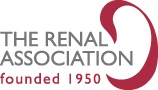 THE RENAL
ASSOCIATION
founded 1950